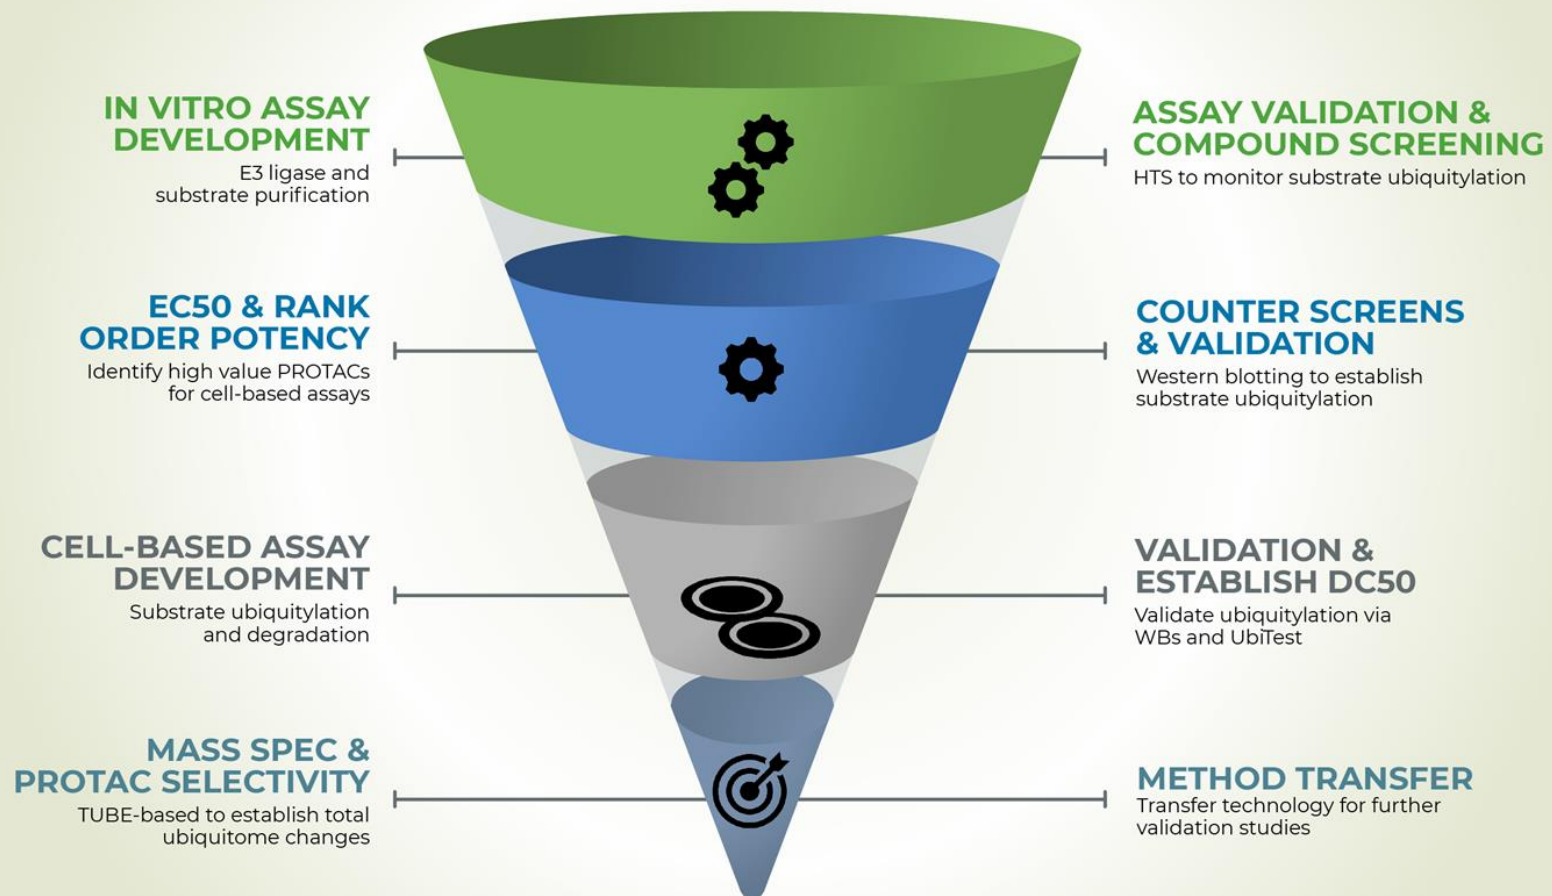 IN VITRO ASSAY
DEVELOPMENT
E3 ligase and
substrate purification
ASSAY VALIDATION &
COMPOUND SCREENING
HTS to monitor substrate ubiquitylation
EC50 & RANK
ORDER POTENCY
Identify high value PROTACs
for cell-based assays
COUNTER SCREENS
& VALIDATION
Western blotting to establish
substrate ubiquitylation
CELL-BASED ASSAY
DEVELOPMENT
Substrate ubiquitylation
and degradation
VALIDATION &
ESTABLISH DC50
Validate ubiquitylation via
WBs and UbiTest
MASS SPEC &
PROTAC SELECTIVITY
TUBE-based to establish total
ubiquitome changes
METHOD TRANSFER
Transfer technology for further
validation studies